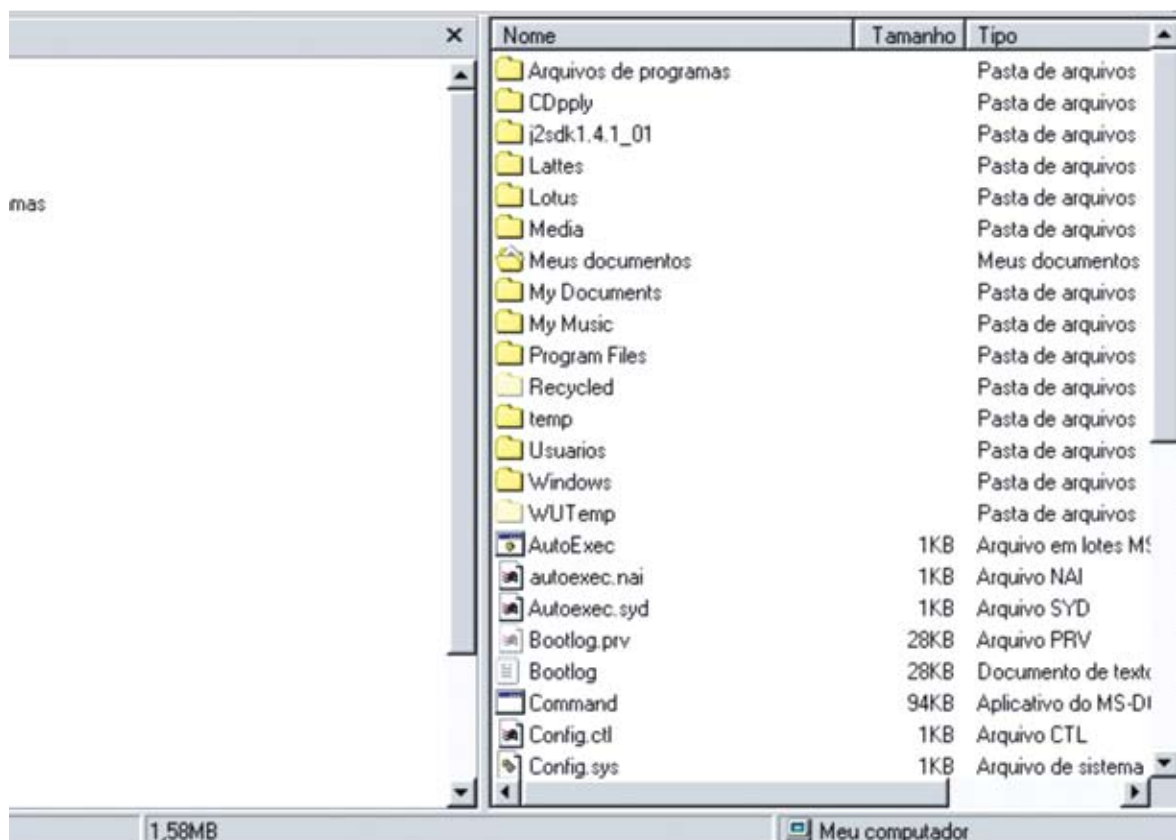 mas
Nome Tamanho Tipo
Arquivos de programas Pasta de arquivos
CDpply Pasta de arquivos
j2sdk1.4.1_01 Pasta de arquivos
Lattes Pasta de arquivos
Lotus Pasta de arquivos
Media Pasta de arquivos
Meus documentos Meus documentos
My Documents Pasta de arquivos
My Music Pasta de arquivos
Program Files Pasta de arquivos
Recycled Pasta de arquivos
temp Pasta de arquivos
Usuarios Pasta de arquivos
Windows Pasta de arquivos
WUTemp Pasta de arquivos
AutoExec 1KB Arquivo em lotes MS
autoexec.nai 1KB Arquivo NAI
Autoexec.syd 1KB Arquivo SYD
Bootlog.prv 28KB Arquivo PRV
Bootlog 28KB Documento de texto
Command 94KB Aplicativo do MS-D
Config.ctl 1KB Arquivo CTL
Config.sys 1KB Arquivo de sistema
1,58MB Meu computador